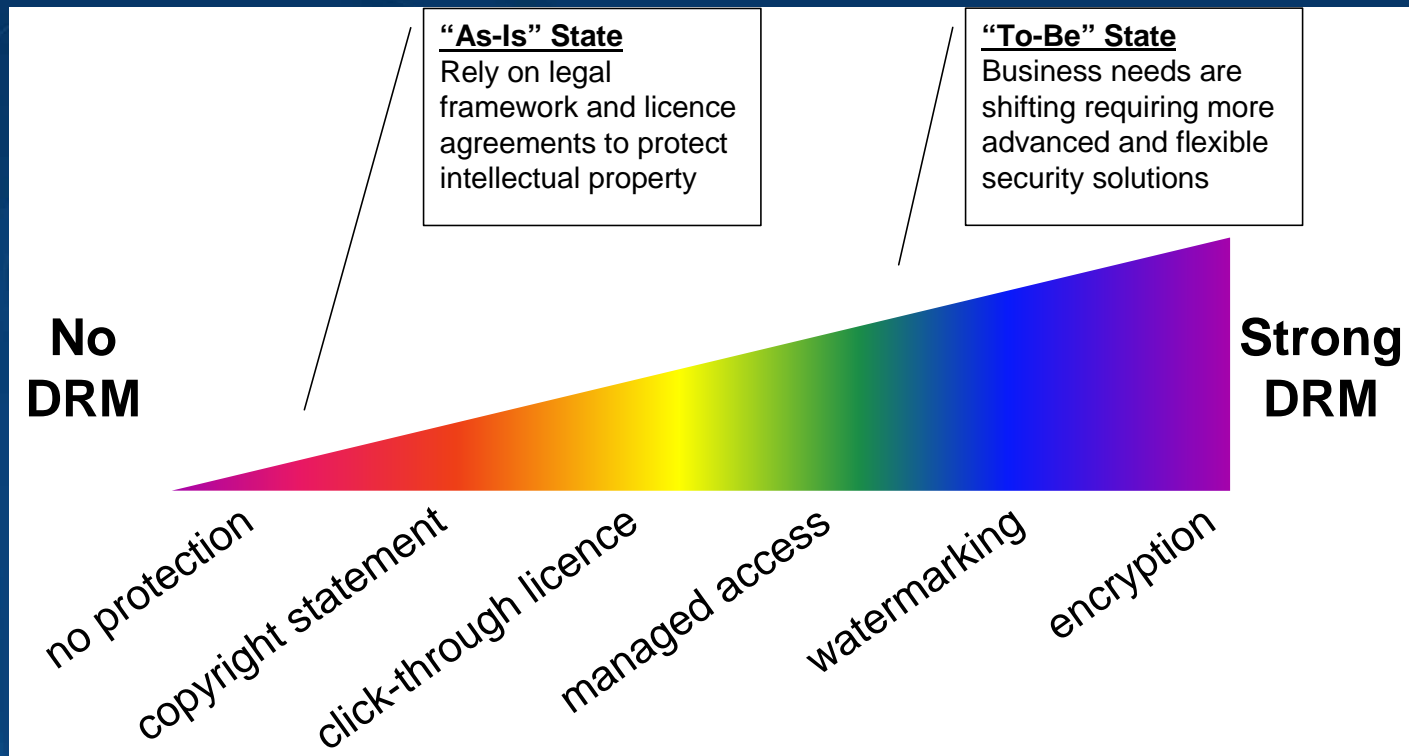 “As-Is” State
Rely on legal
framework and licence
agreements to protect
intellectual property
“To-Be” State
Business needs are
shifting requiring more
advanced and flexible
security solutions
No
DRM
Strong
DRM
no protection
copyright statement
click-through licence
managed access
watermarking
encryption